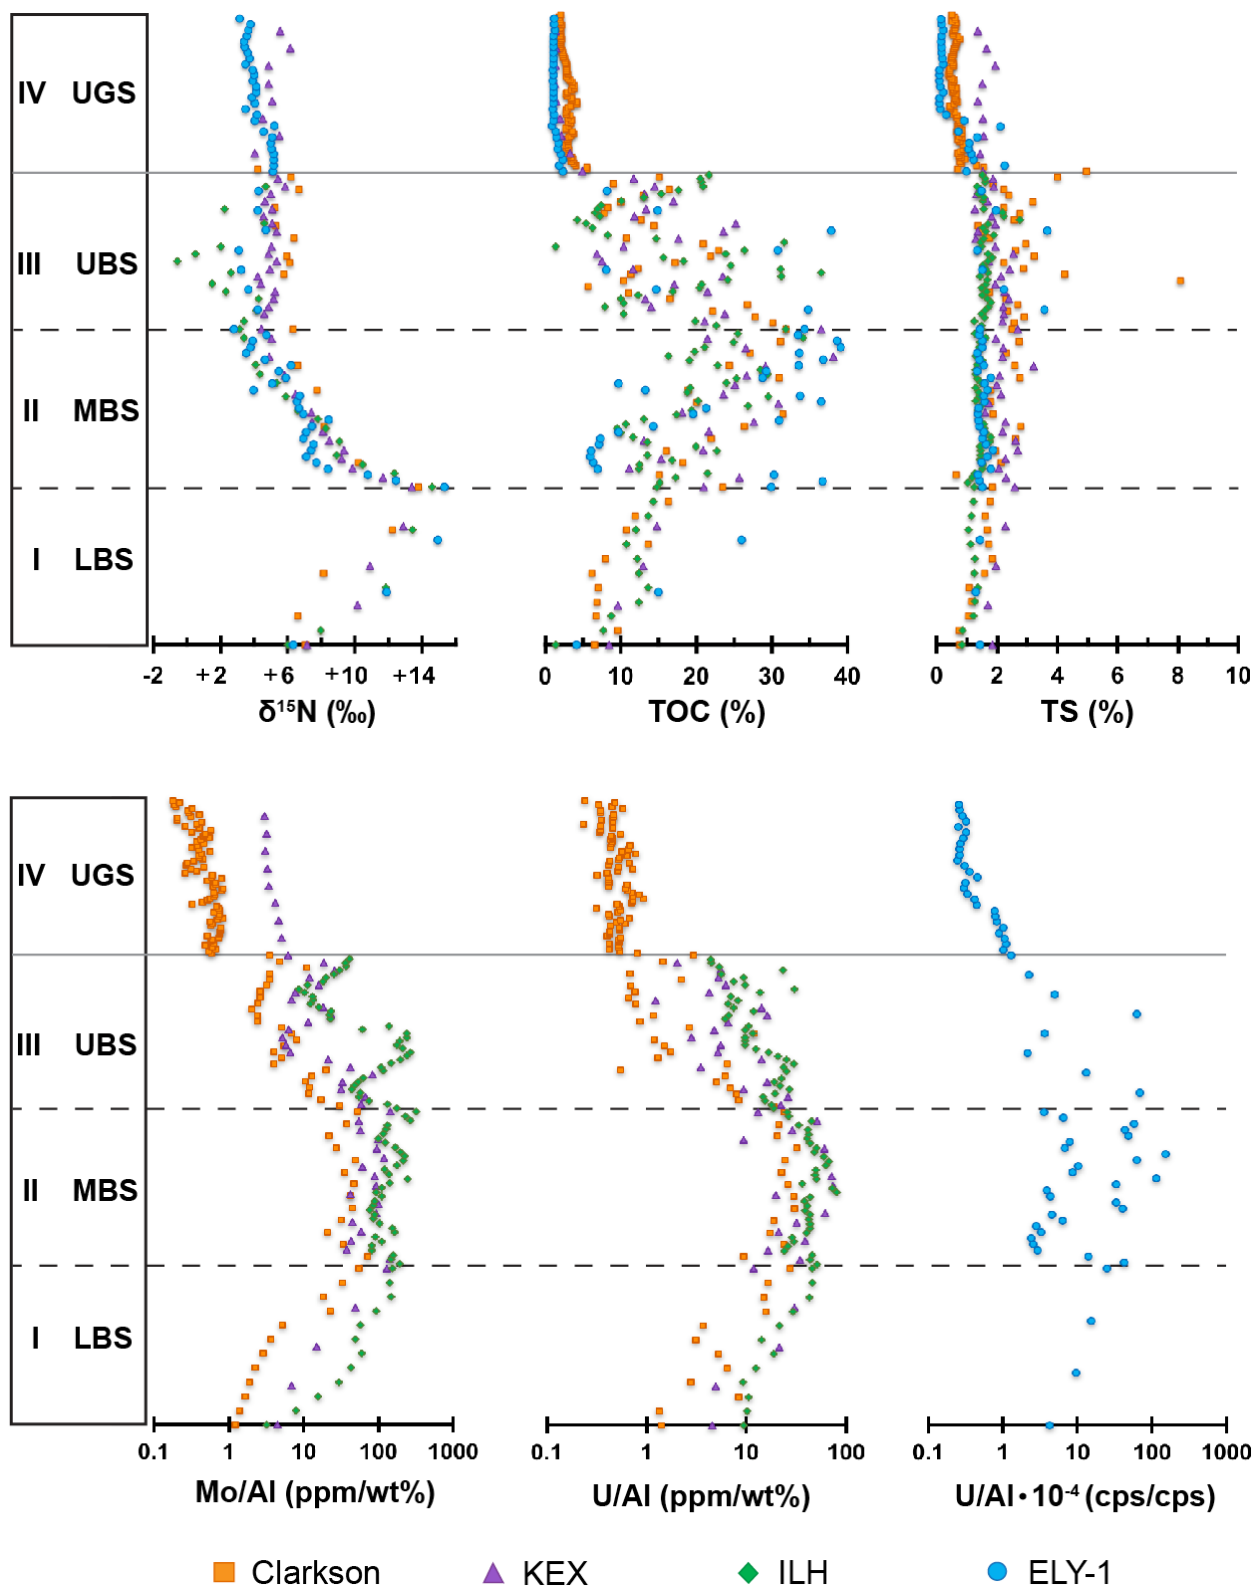 IV UGS
III UBS
II MBS
I LBS
-2 +2 +6 +10 +14
δ¹⁵N (‰)
0 10 20 30 40
TOC (%)
0 2 4 6 8 10
TS (%)
IV UGS
III UBS
II MBS
I LBS
0.1 1 10 100 1000
Mo/Al (ppm/wt%)
0.1 1 10 100
U/Al (ppm/wt%)
0.1 1 10 100 1000
U/Al·10⁻⁴ (cps/cps)
Clarkson KEX ILH ELY-1